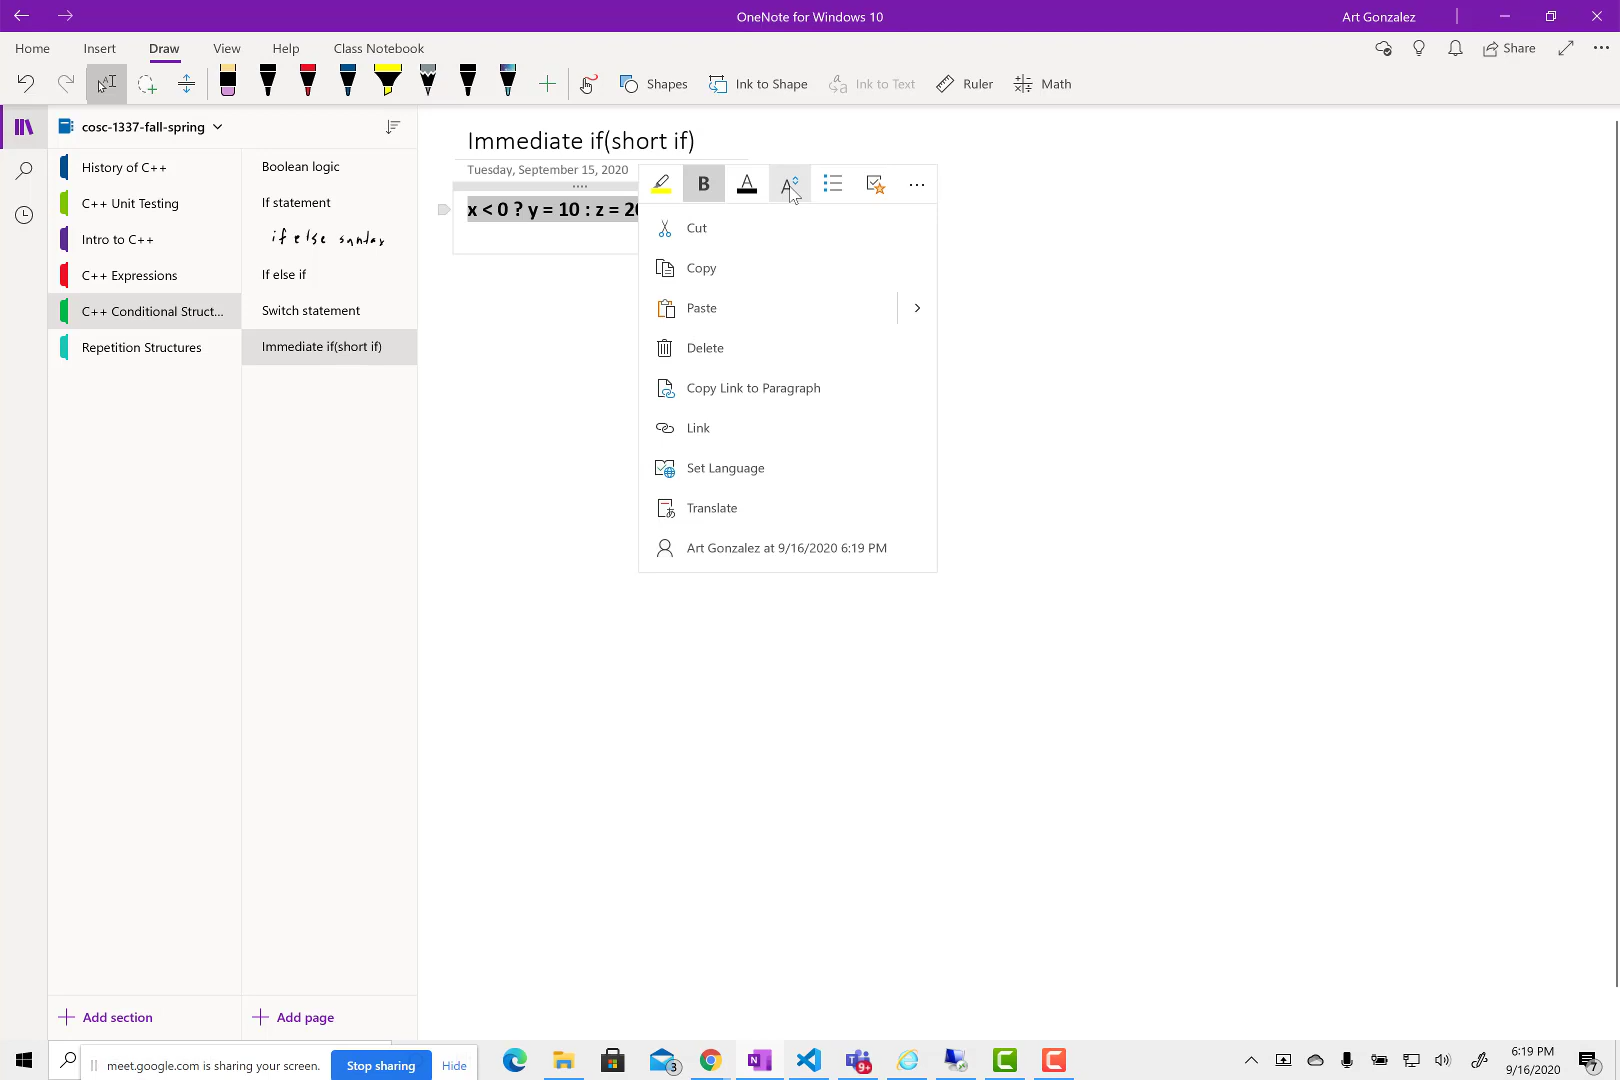 OneNote for Windows 10
Art Gonzalez
Home Insert Draw View Help Class Notebook
Share
Shapes Ink to Shape Ink to Text Ruler Math
cosc-1337-fall-spring
History of C++
C++ Unit Testing
Intro to C++
C++ Expressions
C++ Conditional Struct...
Repetition Structures
Boolean logic
If statement
if else syntax
If else if
Switch statement
Immediate if(short if)
Immediate if(short if)
Tuesday, September 15, 2020
x < 0 ? y = 10 : z = 20
B A A
Cut
Copy
Paste
Delete
Copy Link to Paragraph
Link
Set Language
Translate
Art Gonzalez at 9/16/2020 6:19 PM
Add section
Add page
meet.google.com is sharing your screen.
Stop sharing
Hide
3
9+
6:19 PM
9/16/2020
7